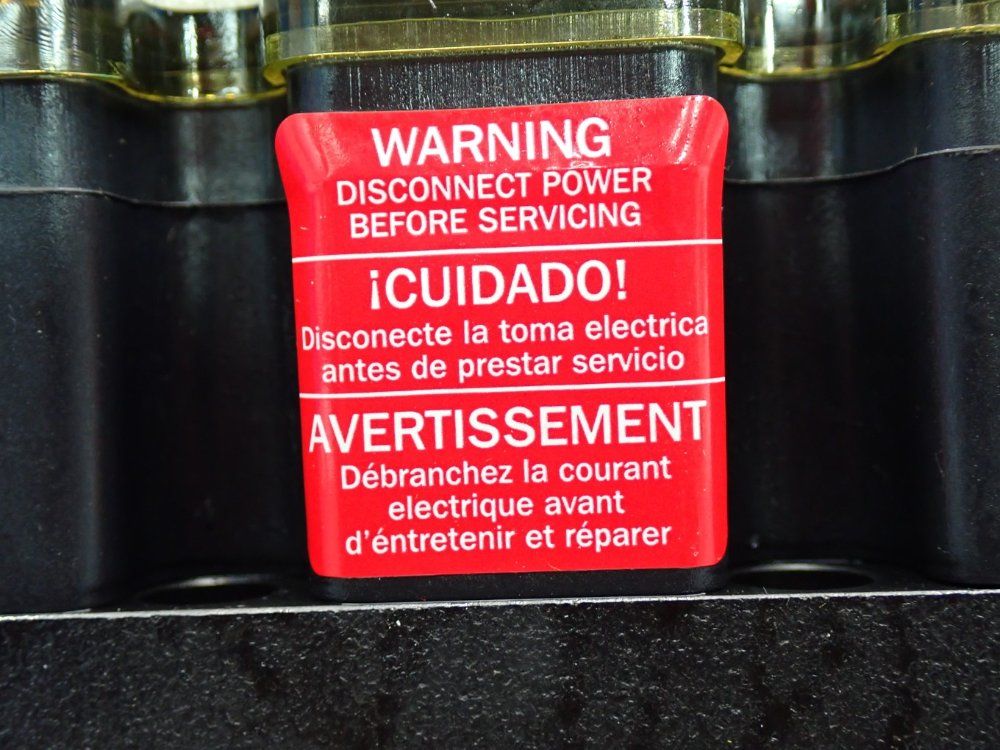 WARNING
DISCONNECT POWER
BEFORE SERVICING
¡CUIDADO!
Disconecte la toma electrica
antes de prestar servicio
AVERTISSEMENT
Débranchez la courant
electrique avant
d'éntretenir et réparer